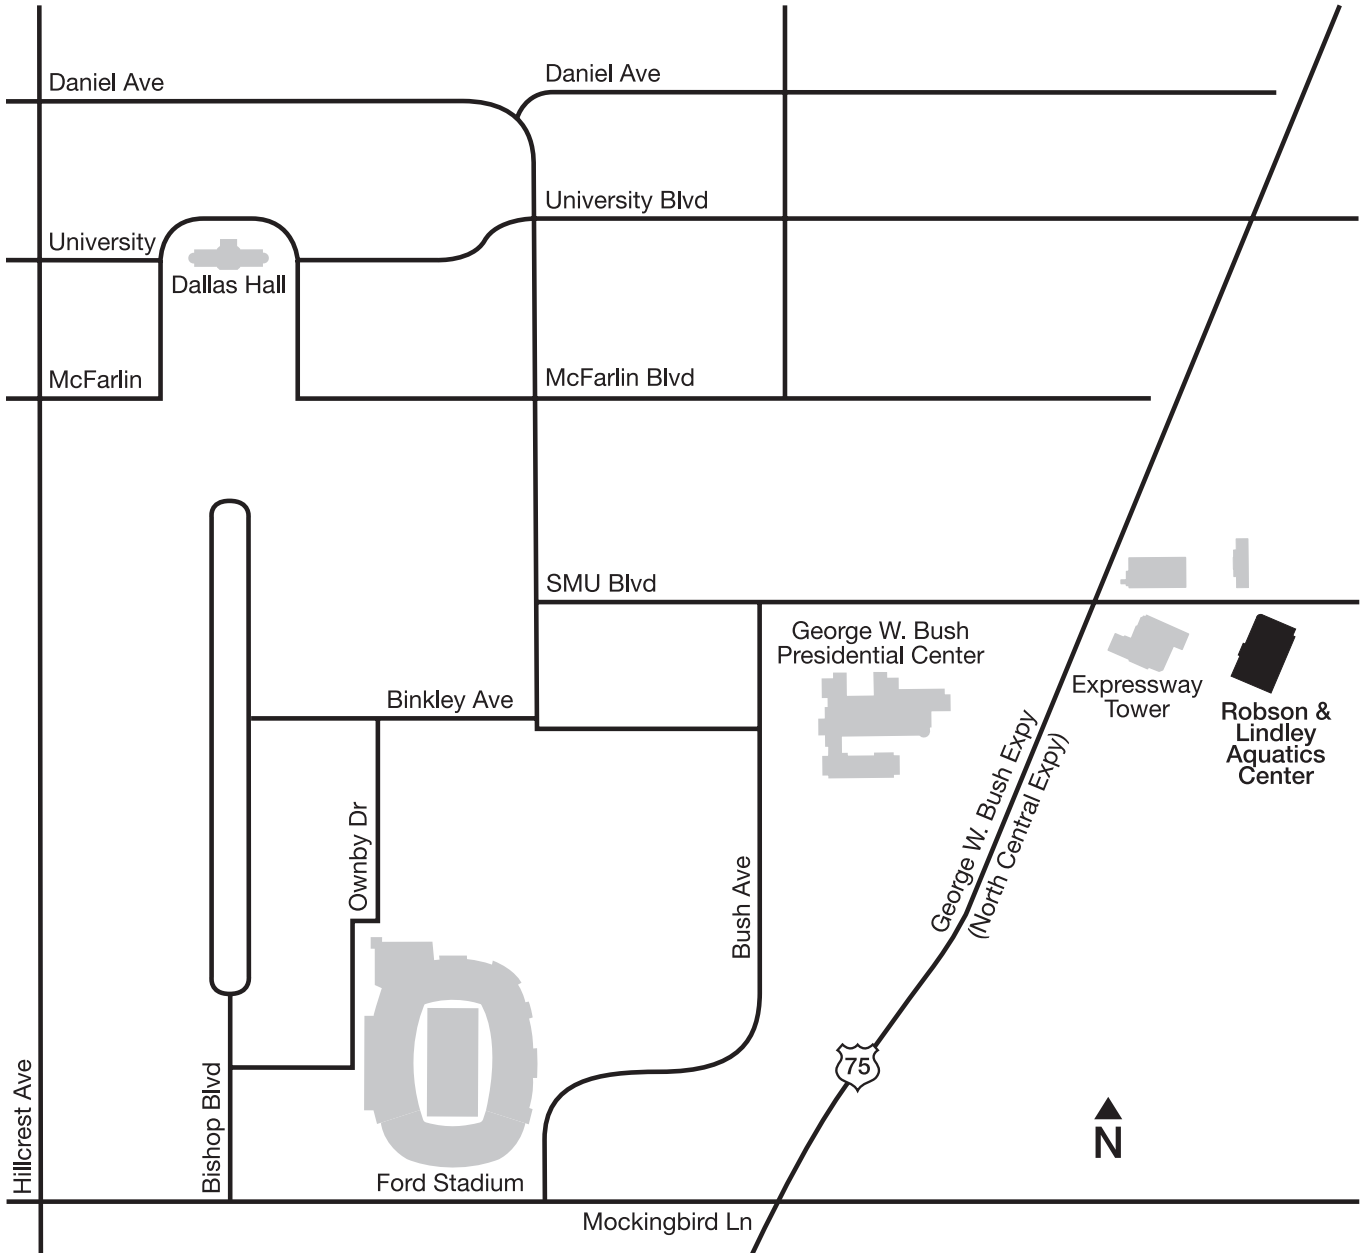 Daniel Ave
Daniel Ave
University Blvd
University
Dallas Hall
McFarlin
McFarlin Blvd
SMU Blvd
George W. Bush
Presidential Center
Expressway
Tower
Robson &
Lindley
Aquatics
Center
Binkley Ave
George W. Bush Expy
(North Central Expy)
Ownby Dr
Bush Ave
75
Hillcrest Ave
Bishop Blvd
N
Ford Stadium
Mockingbird Ln